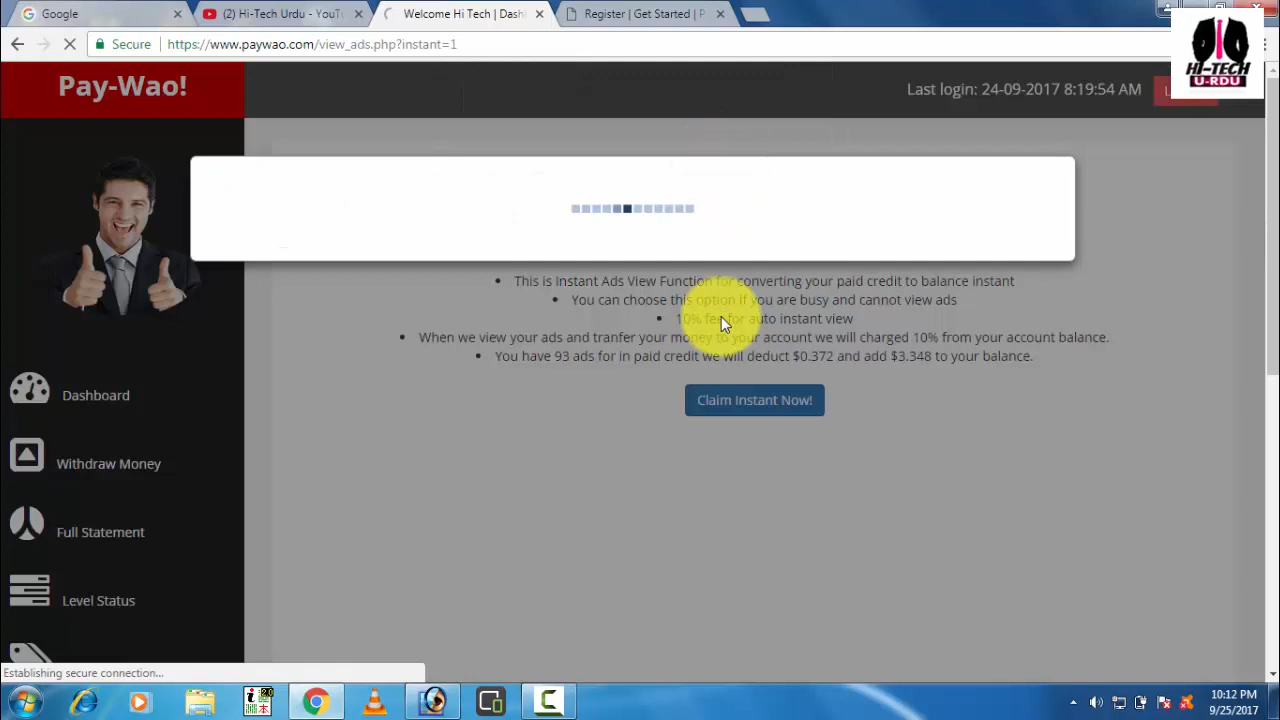 Google
(2) Hi-Tech Urdu - YouT
Welcome Hi Tech | Dash
Register | Get Started | P
Secure
https://www.paywao.com/view_ads.php?instant=1
HI-TECH
U-RDU
Pay-Wao!
Last login: 24-09-2017 8:19:54 AM
This is Instant Ads View Function for converting your paid credit to balance instant
You can choose this option if you are busy and cannot view ads
10% fee for auto instant view
When we view your ads and tranfer your money to your account we will charged 10% from your account balance.
You have 93 ads for in paid credit we will deduct $0.372 and add $3.348 to your balance.
Claim Instant Now!
Dashboard
Withdraw Money
Full Statement
Level Status
Establishing secure connection...
10:12 PM
9/25/2017